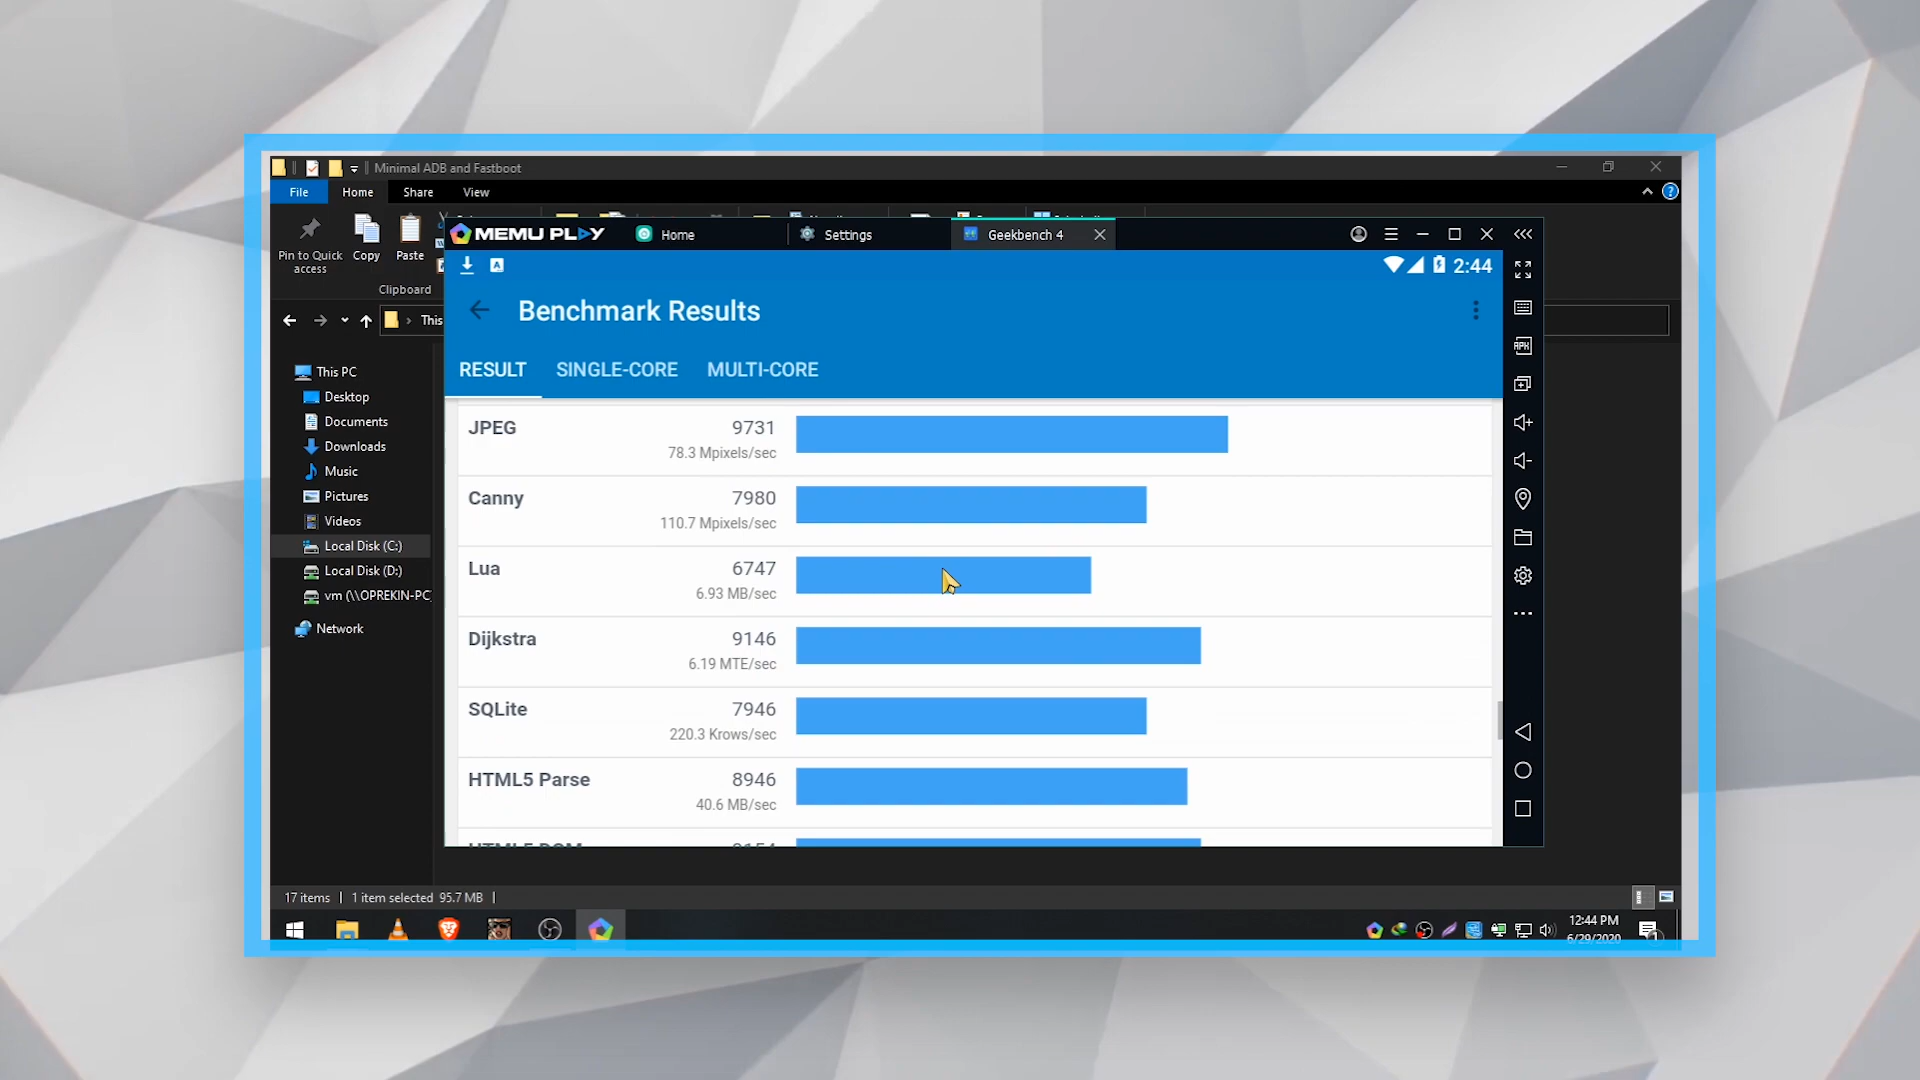 Minimal ADB and Fastboot
File Home Share View
Pin to Quick access
Copy
Paste
Clipboard
This
This PC
Desktop
Documents
Downloads
Music
Pictures
Videos
Local Disk (C:)
Local Disk (D:)
vm (\\OPREKIN-PC
Network
17 items 1 item selected 95.7 MB
MEMU PLAY Home Settings Geekbench 4
2:44
Benchmark Results
RESULT SINGLE-CORE MULTI-CORE
JPEG 9731
78.3 Mpixels/sec
Canny 7980
110.7 Mpixels/sec
Lua 6747
6.93 MB/sec
Dijkstra 9146
6.19 MTE/sec
SQLite 7946
220.3 Krows/sec
HTML5 Parse 8946
40.6 MB/sec
APK
12:44 PM
6/29/2020